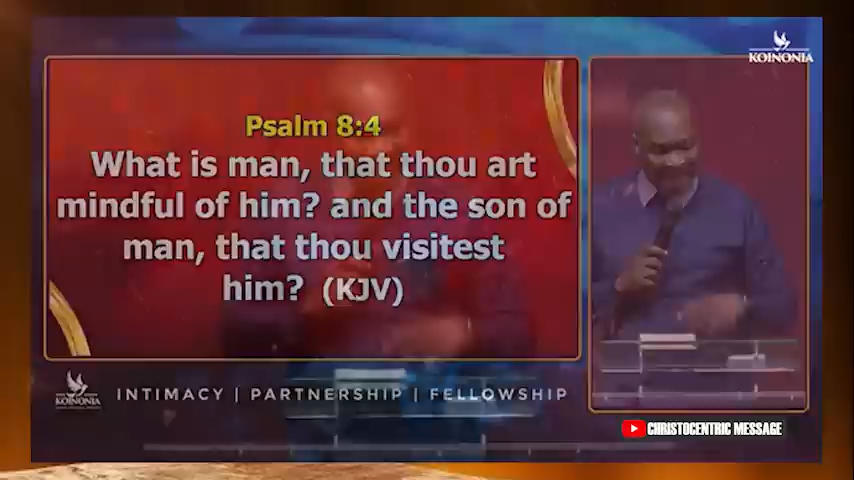 KOINONIA
Psalm 8:4
What is man, that thou art
mindful of him? and the son of
man, that thou visitest
him? (KJV)
KOINONIA
INTIMACY | PARTNERSHIP | FELLOWSHIP
CHRISTOCENTRIC MESSAGE